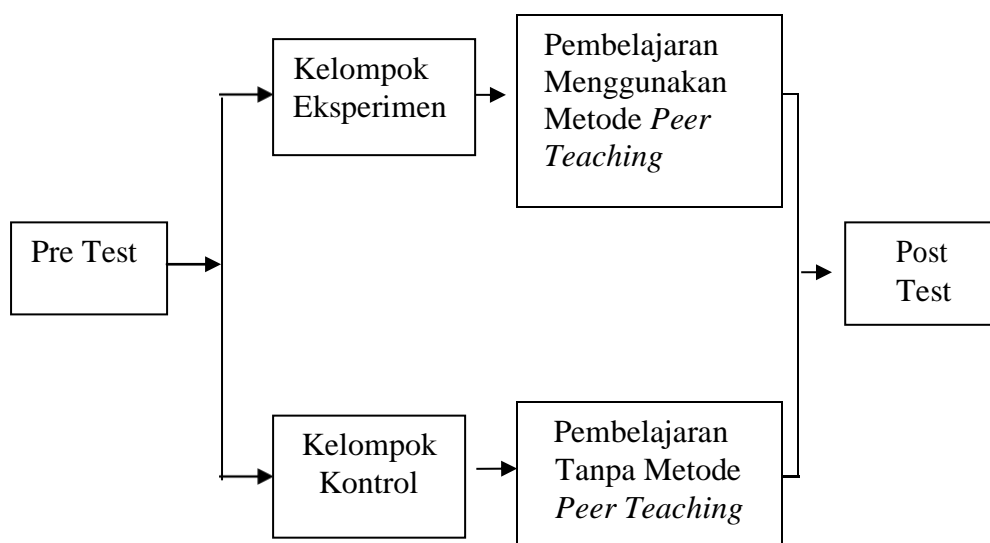 Pre Test
Kelompok
Eksperimen
Pembelajaran
Menggunakan
Metode Peer
Teaching
Kelompok
Kontrol
Pembelajaran
Tanpa Metode
Peer Teaching
Post
Test